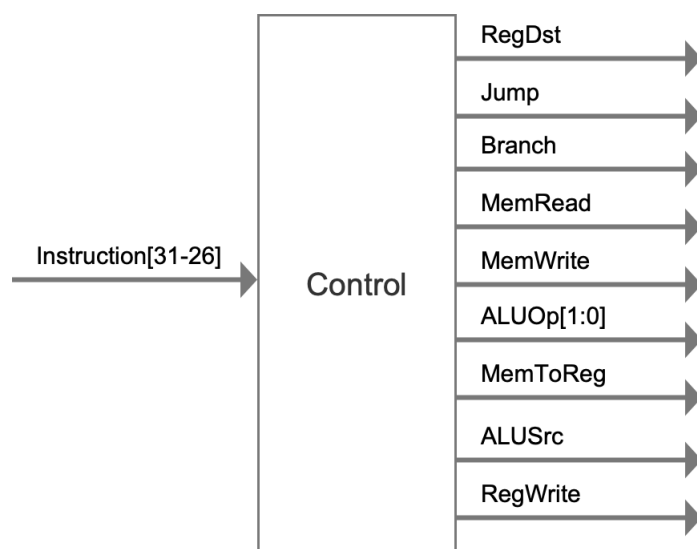 RegDst
Jump
Branch
MemRead
Instruction[31-26]
MemWrite
Control
ALUOp[1:0]
MemToReg
ALUSrc
RegWrite